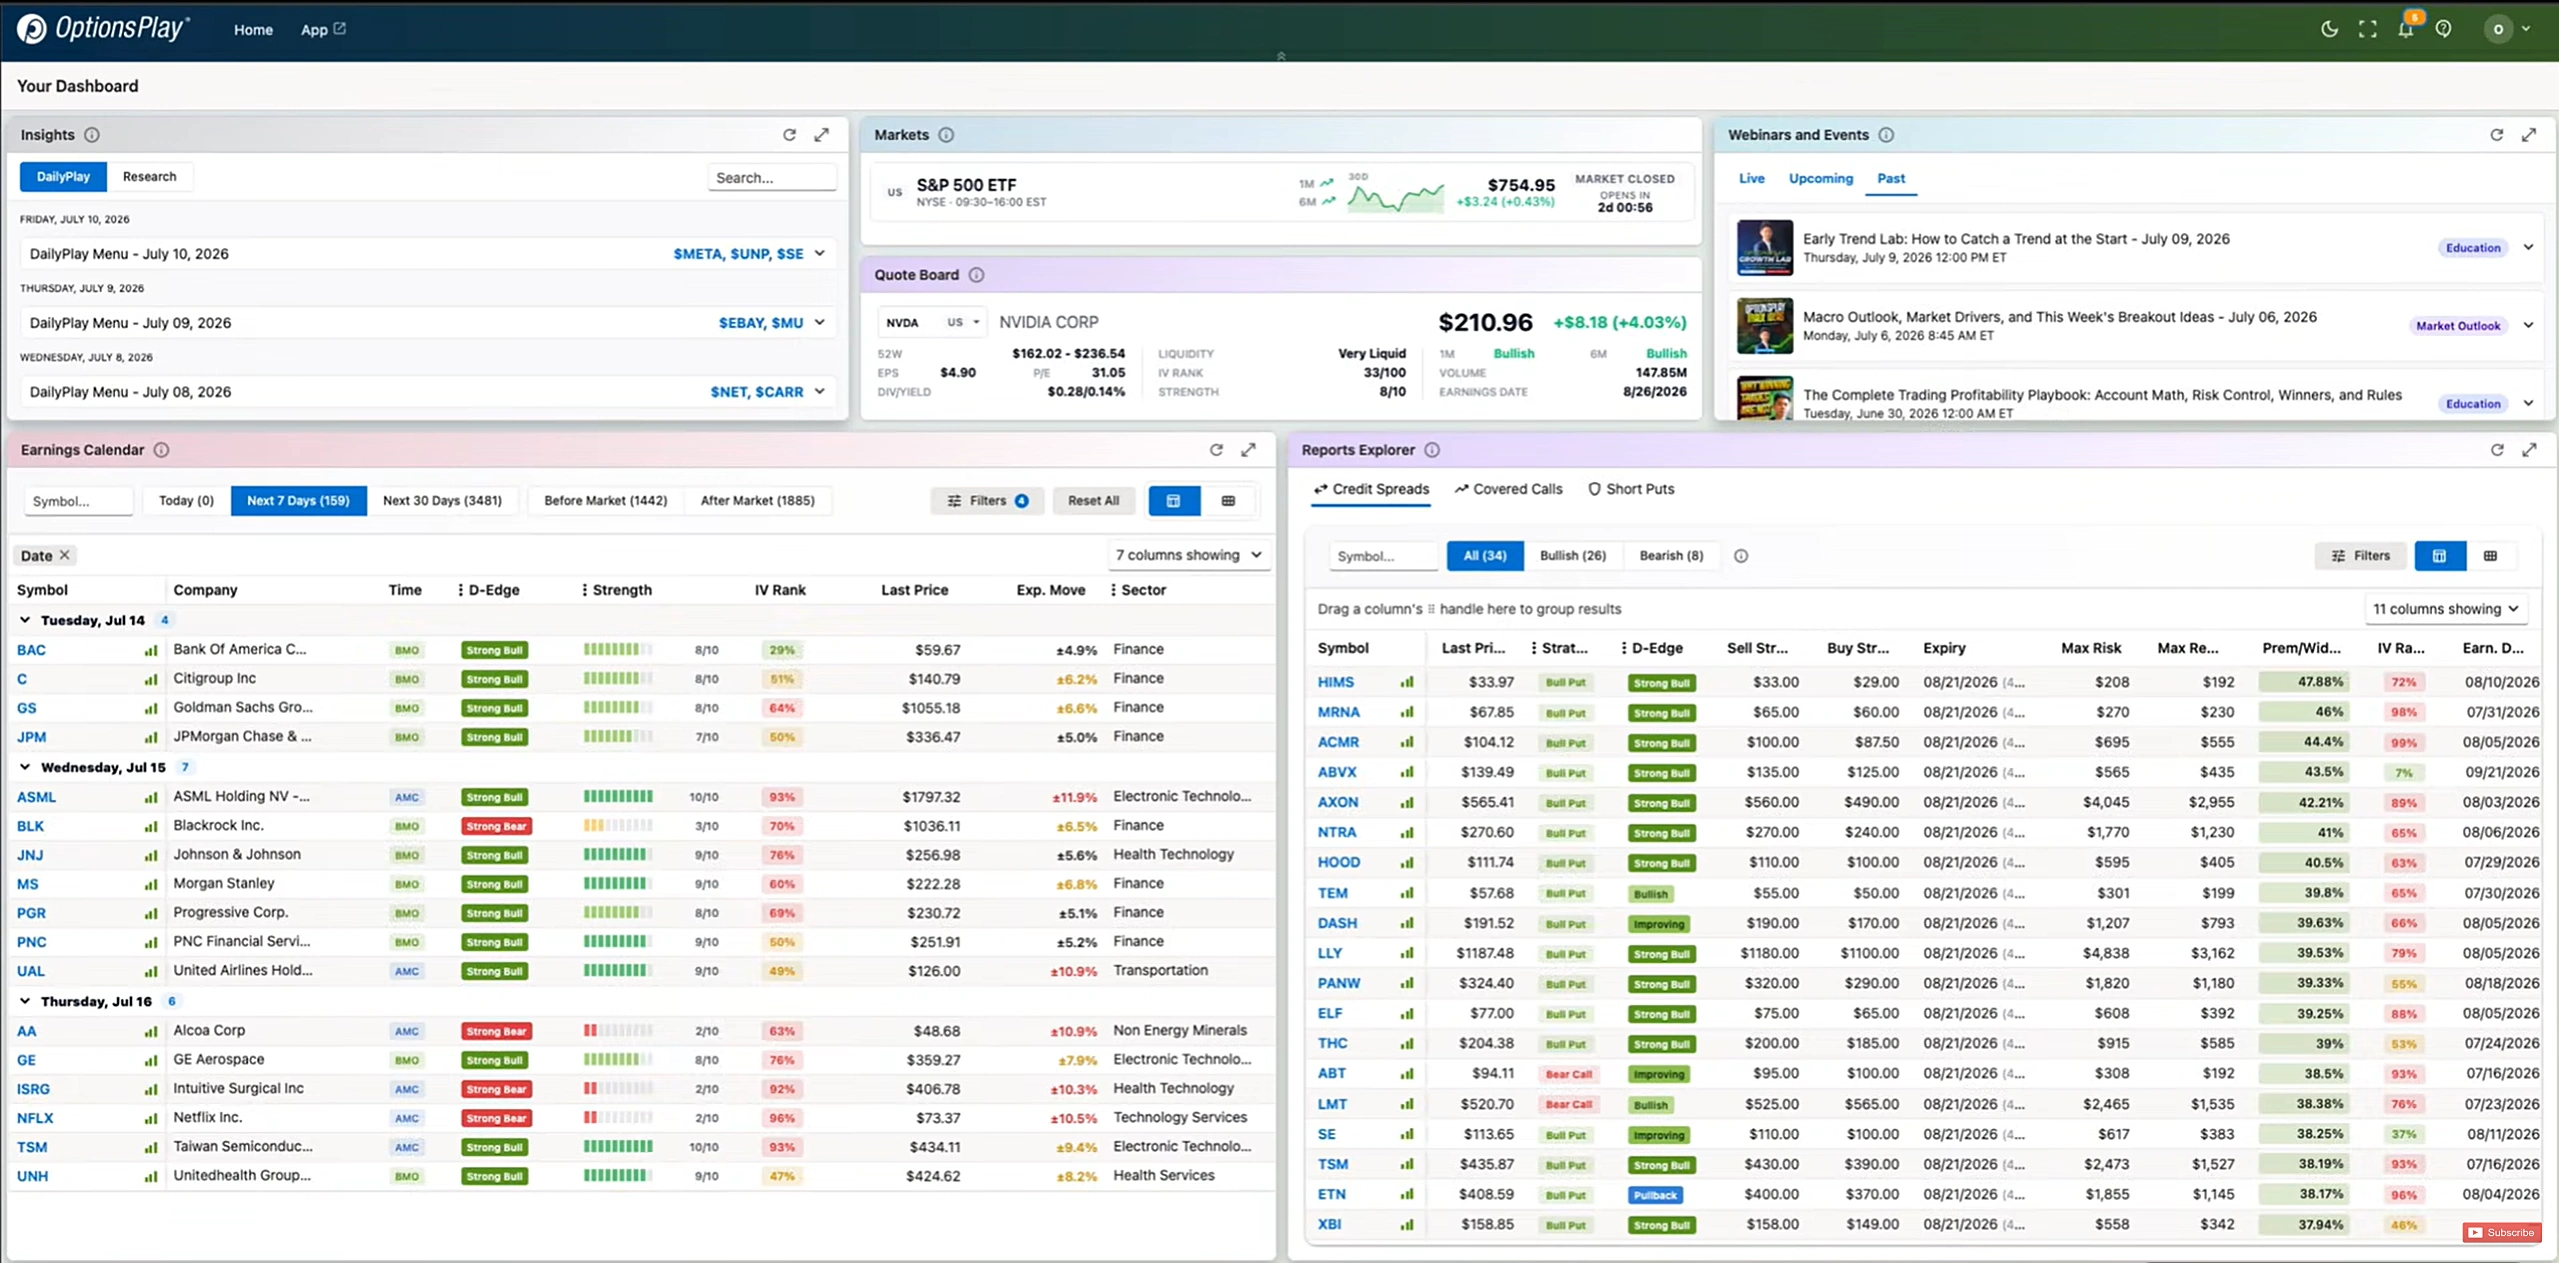 OptionsPlay®
Home App
6
O
Your Dashboard
Insights
DailyPlay Research Search...
FRIDAY, JULY 10, 2026
DailyPlay Menu - July 10, 2026 $META, $UNP, $SE
THURSDAY, JULY 9, 2026
DailyPlay Menu - July 09, 2026 $EBAY, $MU
WEDNESDAY, JULY 8, 2026
DailyPlay Menu - July 08, 2026 $NET, $CARR
Markets
US S&P 500 ETF 1M 30D $754.95 MARKET CLOSED
NYSE · 09:30–16:00 EST 6M +$3.24 (+0.43%) OPENS IN
2d 00:56
Quote Board
NVDA US NVIDIA CORP $210.96 +$8.18 (+4.03%)
52W $162.02 - $236.54 LIQUIDITY Very Liquid 1M Bullish 6M Bullish
EPS $4.90 P/E 31.05 IV RANK 33/100 VOLUME 147.85M
DIV/YIELD $0.28/0.14% STRENGTH 8/10 EARNINGS DATE 8/26/2026
Webinars and Events
Live Upcoming Past
Early Trend Lab: How to Catch a Trend at the Start - July 09, 2026
Thursday, July 9, 2026 12:00 PM ET
Education
Macro Outlook, Market Drivers, and This Week's Breakout Ideas - July 06, 2026
Monday, July 6, 2026 8:45 AM ET
Market Outlook
The Complete Trading Profitability Playbook: Account Math, Risk Control, Winners, and Rules
Tuesday, June 30, 2026 12:00 AM ET
Education
Earnings Calendar
Symbol... Today (0) Next 7 Days (159) Next 30 Days (3481) Before Market (1442) After Market (1885) Filters 4 Reset All
Date 7 columns showing
Symbol Company Time D-Edge Strength IV Rank Last Price Exp. Move Sector
Tuesday, Jul 14 4
BAC Bank Of America C... BMO Strong Bull 8/10 29% $59.67 ±4.9% Finance
C Citigroup Inc BMO Strong Bull 8/10 51% $140.79 ±6.2% Finance
GS Goldman Sachs Gro... BMO Strong Bull 8/10 64% $1055.18 ±6.6% Finance
JPM JPMorgan Chase & ... BMO Strong Bull 7/10 50% $336.47 ±5.0% Finance
Wednesday, Jul 15 7
ASML ASML Holding NV -... AMC Strong Bull 10/10 93% $1797.32 ±11.9% Electronic Technolo...
BLK Blackrock Inc. BMO Strong Bear 3/10 70% $1036.11 ±6.5% Finance
JNJ Johnson & Johnson BMO Strong Bull 9/10 76% $256.98 ±5.6% Health Technology
MS Morgan Stanley BMO Strong Bull 9/10 60% $222.28 ±6.8% Finance
PGR Progressive Corp. BMO Strong Bull 8/10 69% $230.72 ±5.1% Finance
PNC PNC Financial Servi... BMO Strong Bull 9/10 50% $251.91 ±5.2% Finance
UAL United Airlines Hold... AMC Strong Bull 9/10 49% $126.00 ±10.9% Transportation
Thursday, Jul 16 6
AA Alcoa Corp AMC Strong Bear 2/10 63% $48.68 ±10.9% Non Energy Minerals
GE GE Aerospace BMO Strong Bull 8/10 76% $359.27 ±7.9% Electronic Technolo...
ISRG Intuitive Surgical Inc AMC Strong Bear 2/10 92% $406.78 ±10.3% Health Technology
NFLX Netflix Inc. AMC Strong Bear 2/10 96% $73.37 ±10.5% Technology Services
TSM Taiwan Semiconduc... AMC Strong Bull 10/10 93% $434.11 ±9.4% Electronic Technolo...
UNH Unitedhealth Group... BMO Strong Bull 9/10 47% $424.62 ±8.2% Health Services
Reports Explorer
Credit Spreads Covered Calls Short Puts
Symbol... All (34) Bullish (26) Bearish (8) Filters
Drag a column's handle here to group results 11 columns showing
Symbol Last Pri... Strat... D-Edge Sell Str... Buy Str... Expiry Max Risk Max Re... Prem/Wid... IV Ra... Earn. D...
HIMS $33.97 Bull Put Strong Bull $33.00 $29.00 08/21/2026 (4... $208 $192 47.88% 72% 08/10/2026
MRNA $67.85 Bull Put Strong Bull $65.00 $60.00 08/21/2026 (4... $270 $230 46% 98% 07/31/2026
ACMR $104.12 Bull Put Strong Bull $100.00 $87.50 08/21/2026 (4... $695 $555 44.4% 99% 08/05/2026
ABVX $139.49 Bull Put Strong Bull $135.00 $125.00 08/21/2026 (4... $565 $435 43.5% 7% 09/21/2026
AXON $565.41 Bull Put Strong Bull $560.00 $490.00 08/21/2026 (4... $4,045 $2,955 42.21% 89% 08/03/2026
NTRA $270.60 Bull Put Strong Bull $270.00 $240.00 08/21/2026 (4... $1,770 $1,230 41% 65% 08/06/2026
HOOD $111.74 Bull Put Strong Bull $110.00 $100.00 08/21/2026 (4... $595 $405 40.5% 63% 07/29/2026
TEM $57.68 Bull Put Bullish $55.00 $50.00 08/21/2026 (4... $301 $199 39.8% 65% 07/30/2026
DASH $191.52 Bull Put Improving $190.00 $170.00 08/21/2026 (4... $1,207 $793 39.63% 66% 08/05/2026
LLY $1187.48 Bull Put Strong Bull $1180.00 $1100.00 08/21/2026 (4... $4,838 $3,162 39.53% 79% 08/05/2026
PANW $324.40 Bull Put Strong Bull $320.00 $290.00 08/21/2026 (4... $1,820 $1,180 39.33% 55% 08/18/2026
ELF $77.00 Bull Put Strong Bull $75.00 $65.00 08/21/2026 (4... $608 $392 39.25% 88% 08/05/2026
THC $204.38 Bull Put Strong Bull $200.00 $185.00 08/21/2026 (4... $915 $585 39% 53% 07/24/2026
ABT $94.11 Bear Call Improving $95.00 $100.00 08/21/2026 (4... $308 $192 38.5% 93% 07/16/2026
LMT $520.70 Bear Call Bullish $525.00 $565.00 08/21/2026 (4... $2,465 $1,535 38.38% 76% 07/23/2026
SE $113.65 Bull Put Improving $110.00 $100.00 08/21/2026 (4... $617 $383 38.25% 37% 08/11/2026
TSM $435.87 Bull Put Strong Bull $430.00 $390.00 08/21/2026 (4... $2,473 $1,527 38.19% 93% 07/16/2026
ETN $408.59 Bull Put Pullback $400.00 $370.00 08/21/2026 (4... $1,855 $1,145 38.17% 96% 08/04/2026
XBI $158.85 Bull Put Strong Bull $158.00 $149.00 08/21/2026 (4... $558 $342 37.94% 46%
Subscribe